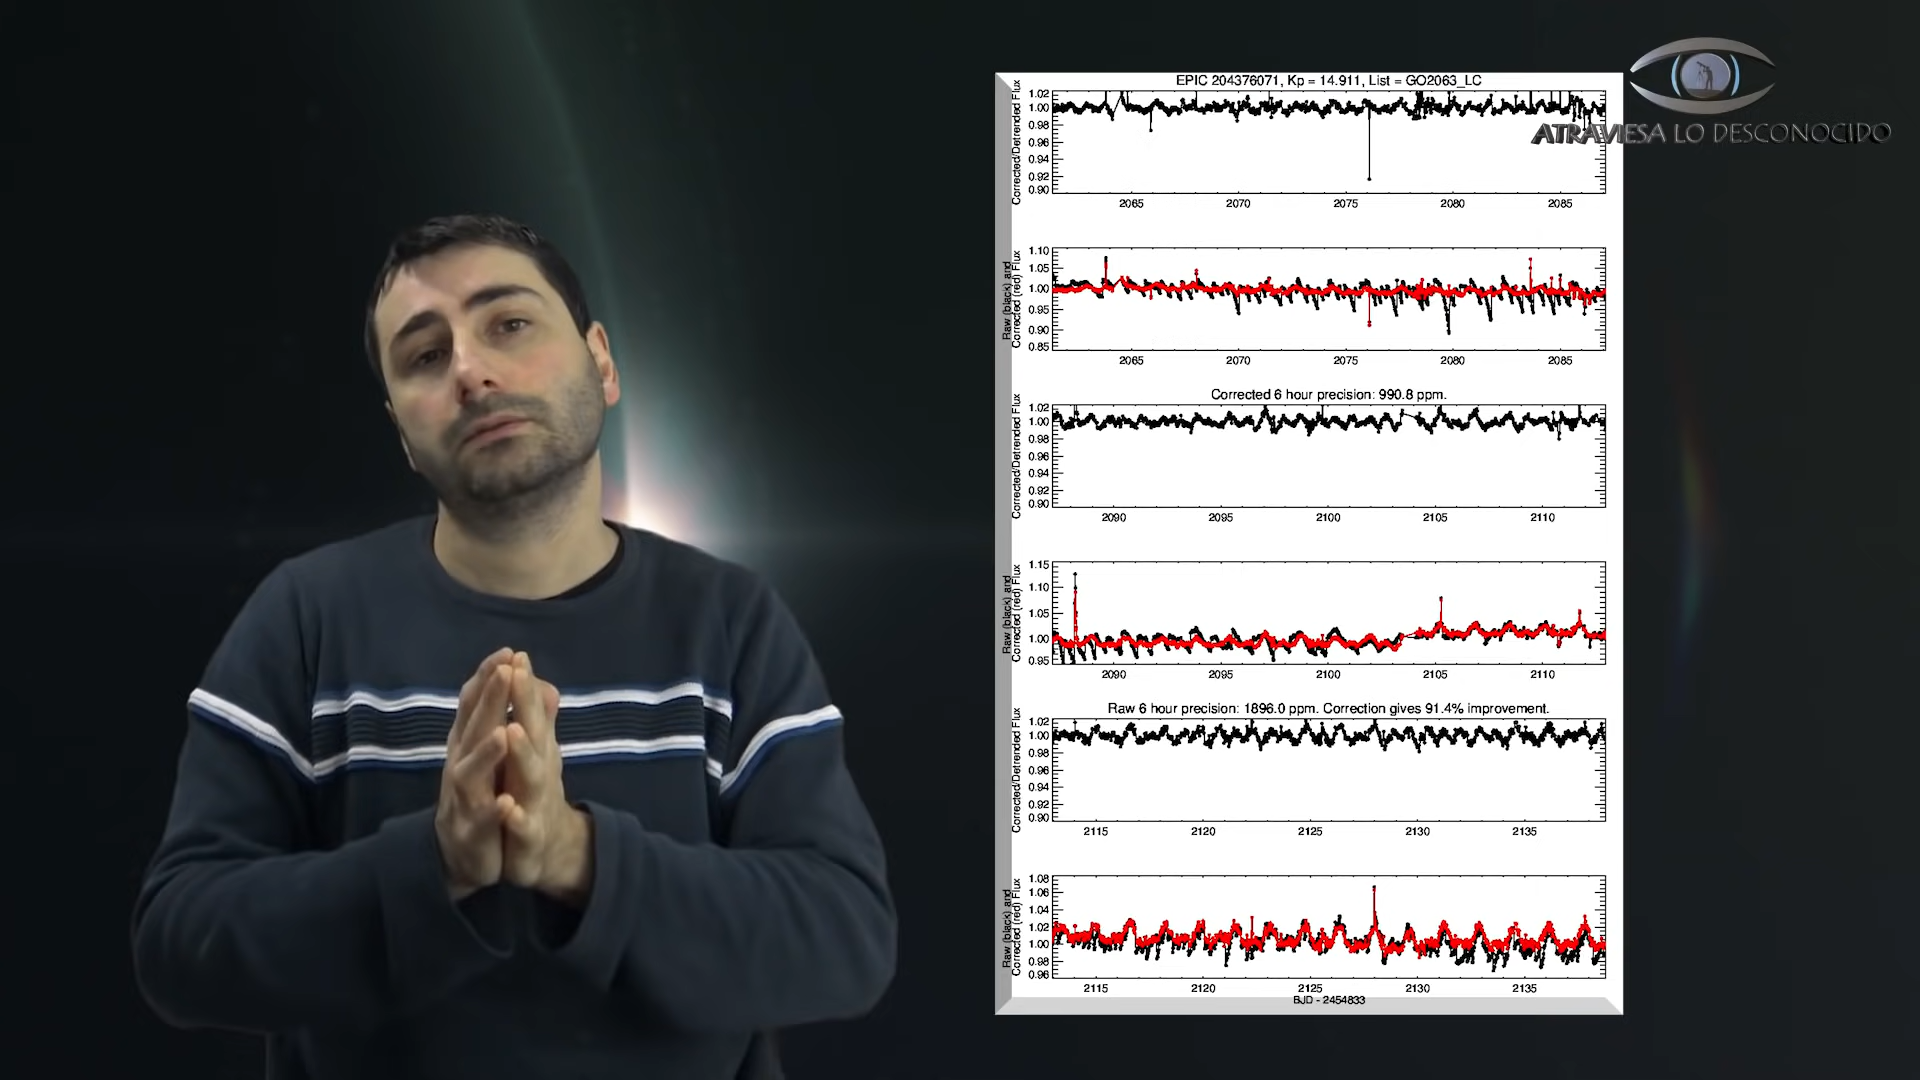 ATRAVIESA LO DESCONOCIDO
EPIC 204376071, Kp = 14.911, List = GO2063_LC
Corrected/Detrended Flux
1.02
1.00
0.98
0.96
0.94
0.92
0.90
2065 2070 2075 2080 2085
Raw (black) and
Corrected (red) Flux
1.10
1.05
1.00
0.95
0.90
0.85
2065 2070 2075 2080 2085
Corrected 6 hour precision: 990.8 ppm.
Corrected/Detrended Flux
1.02
1.00
0.98
0.96
0.94
0.92
0.90
2090 2095 2100 2105 2110
Raw (black) and
Corrected (red) Flux
1.15
1.10
1.05
1.00
0.95
2090 2095 2100 2105 2110
Raw 6 hour precision: 1896.0 ppm. Correction gives 91.4% improvement.
Corrected/Detrended Flux
1.02
1.00
0.98
0.96
0.94
0.92
0.90
2115 2120 2125 2130 2135
Raw (black) and
Corrected (red) Flux
1.08
1.06
1.04
1.02
1.00
0.98
0.96
2115 2120 2125 2130 2135
BJD - 2454833